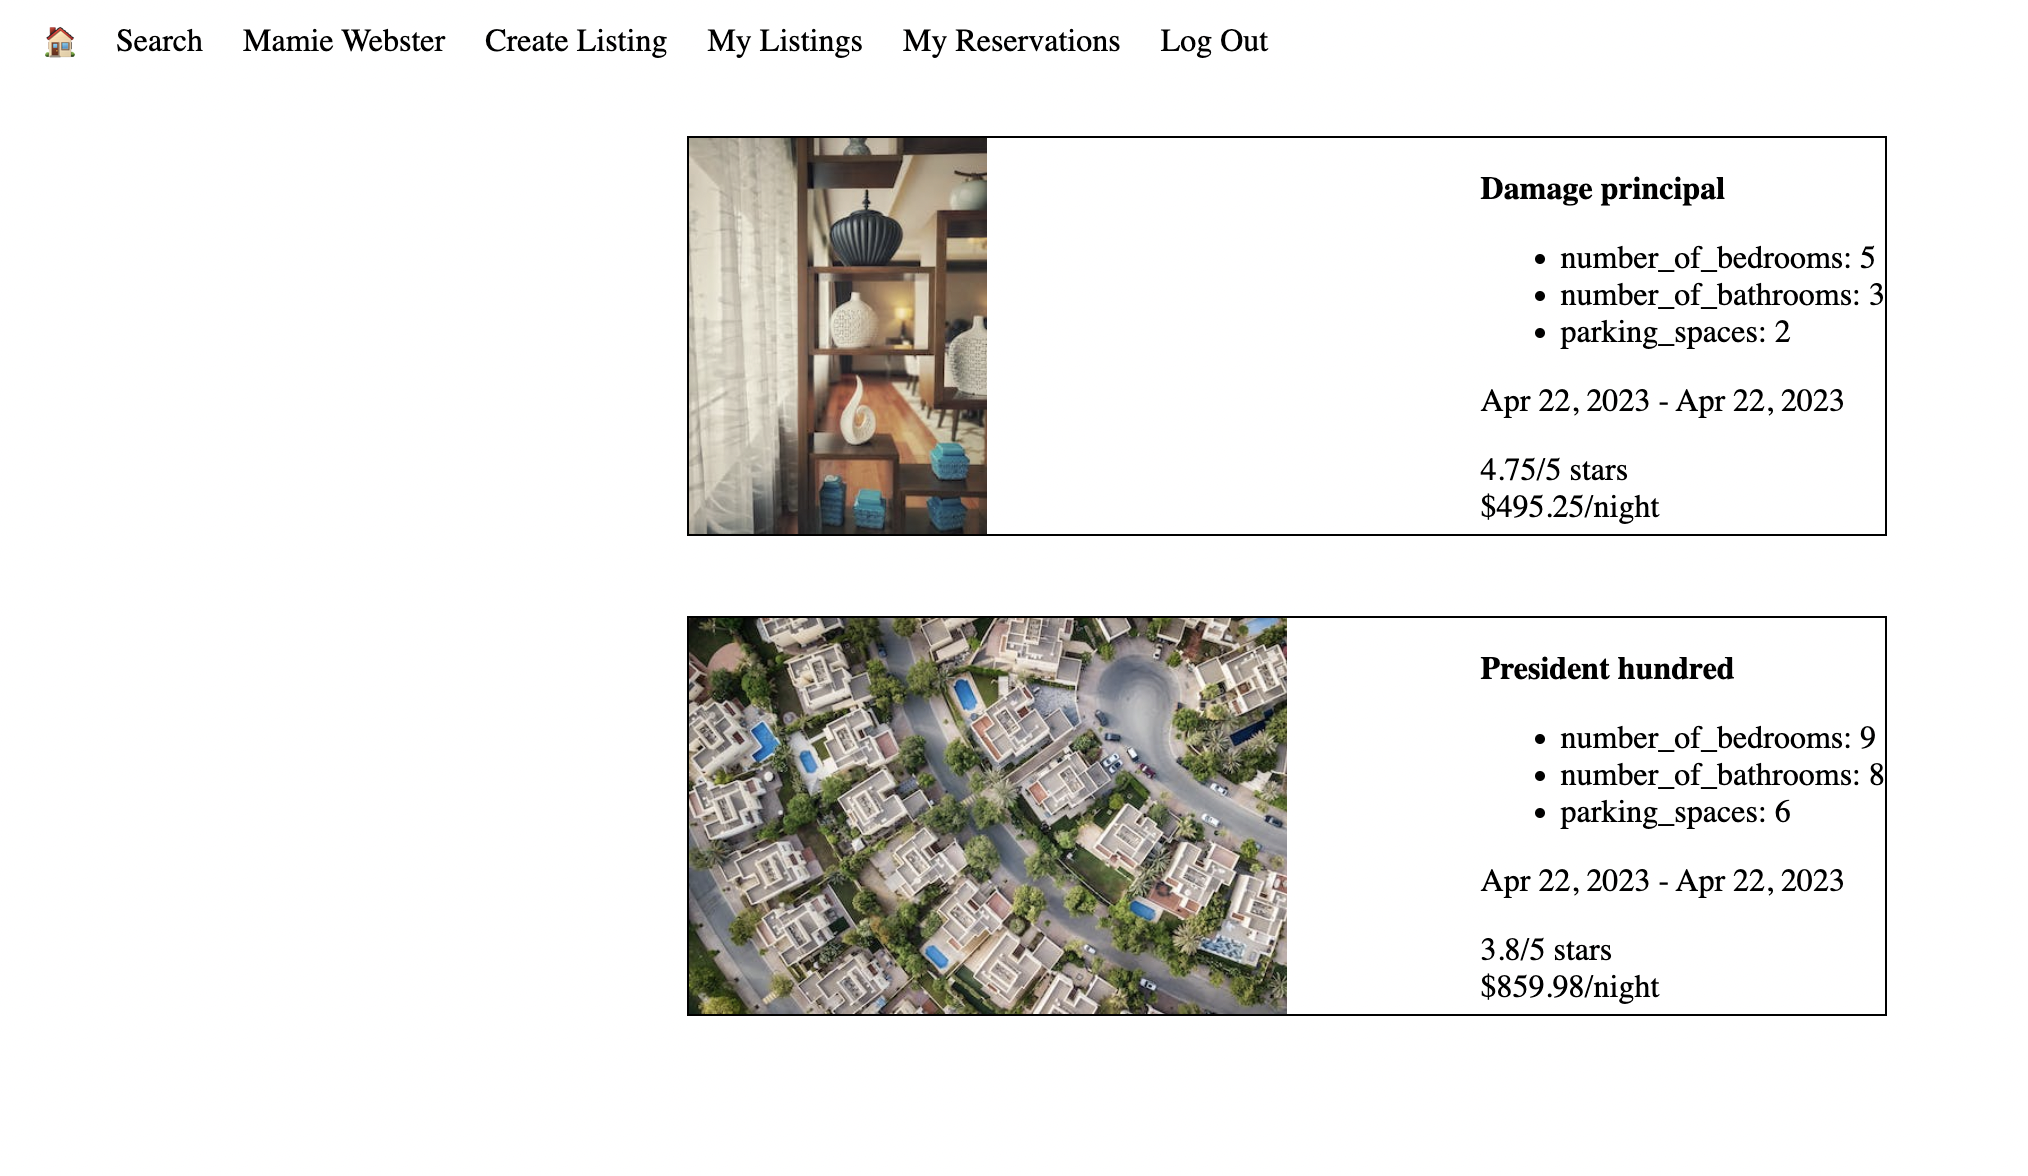 Search Mamie Webster Create Listing My Listings My Reservations Log Out
Damage principal
number_of_bedrooms: 5
number_of_bathrooms: 3
parking_spaces: 2
Apr 22, 2023 - Apr 22, 2023
4.75/5 stars
$495.25/night
President hundred
number_of_bedrooms: 9
number_of_bathrooms: 8
parking_spaces: 6
Apr 22, 2023 - Apr 22, 2023
3.8/5 stars
$859.98/night